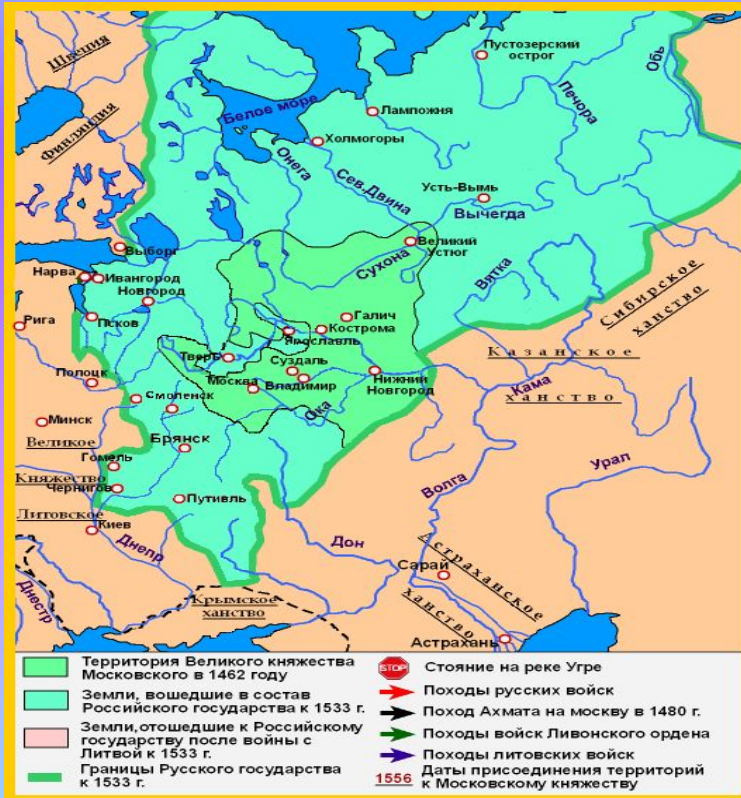 Швеция
Финляндия
Белое море
Пустозерский
острог
Обь
Печора
Лампожня
Холмогоры
Онега
Сев.Двина
Усть-Вымь
Вычегда
Великий
Устюг
Сухона
Выборг
Нарва
Ивангород
Новгород
Вятка
Сибирское
ханство
Рига
Псков
Галич
Кострома
Ярославль
Тверь
Суздаль
Казанское
Полоцк
Москва
Владимир
Нижний
Новгород
Кама
ханство
Смоленск
Ока
Минск
Великое
Брянск
Гомель
Княжество
Чернигов
Путивль
Волга
Урал
Литовское
Киев
Днепр
Дон
Сарай
Астраханское
ханство
Днестр
Крымское
ханство
Астрахань
Территория Великого княжества
Московского в 1462 году
Земли, вошедшие в состав
Российского государства к 1533 г.
Земли,отошедшие к Российскому
государству после войны с
Литвой к 1533 г.
Границы Русского государства
к 1533 г.
STOP Стояние на реке Угре
Походы русских войск
Поход Ахмата на москву в 1480 г.
Походы войск Ливонского ордена
Походы литовских войск
1556 Даты присоединения территорий
к Московскому княжеству